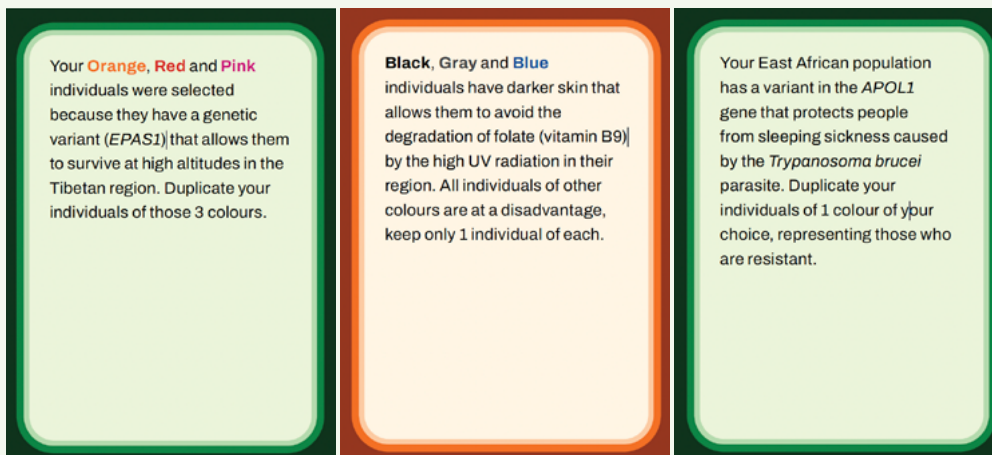 Your Orange, Red and Pink
individuals were selected
because they have a genetic
variant (EPAS1) that allows them
to survive at high altitudes in the
Tibetan region. Duplicate your
individuals of those 3 colours.
Black, Gray and Blue
individuals have darker skin that
allows them to avoid the
degradation of folate (vitamin B9)
by the high UV radiation in their
region. All individuals of other
colours are at a disadvantage,
keep only 1 individual of each.
Your East African population
has a variant in the APOL1
gene that protects people
from sleeping sickness caused
by the Trypanosoma brucei
parasite. Duplicate your
individuals of 1 colour of your
choice, representing those who
are resistant.